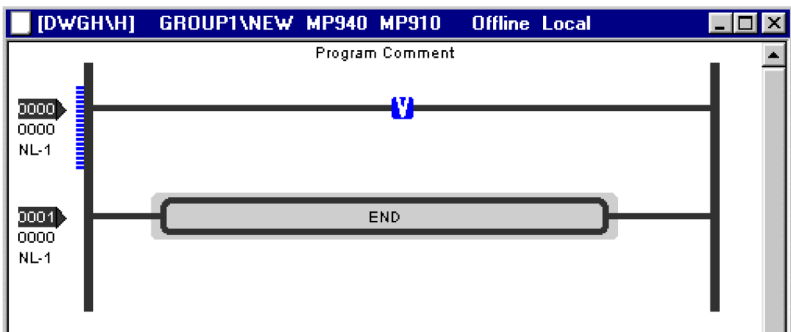 [DWGH\H] GROUP1\NEW MP940 MP910 Offline Local
Program Comment
0000
V
0000
NL-1
0001
END
0000
NL-1